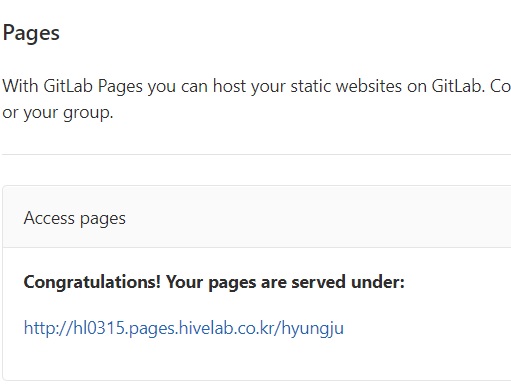 Pages
With GitLab Pages you can host your static websites on GitLab. Co
or your group.
Access pages
Congratulations! Your pages are served under:
http://hl0315.pages.hivelab.co.kr/hyungju